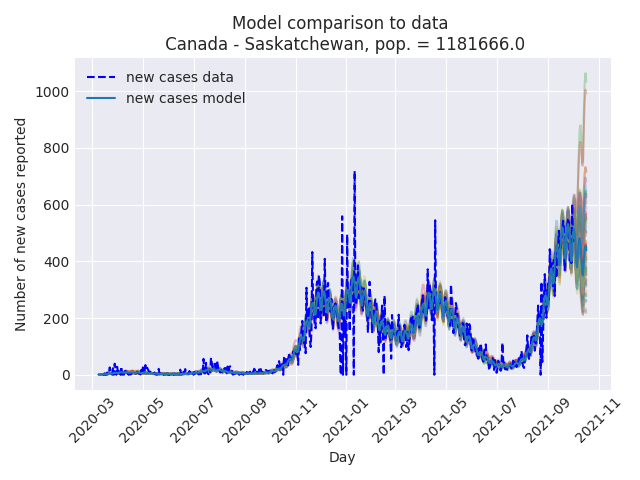 Model comparison to data
Canada - Saskatchewan, pop. = 1181666.0
new cases data
new cases model
Number of new cases reported
1000
800
600
400
200
0
2020-03
2020-05
2020-07
2020-09
2020-11
2021-01
2021-03
2021-05
2021-07
2021-09
2021-11
Day